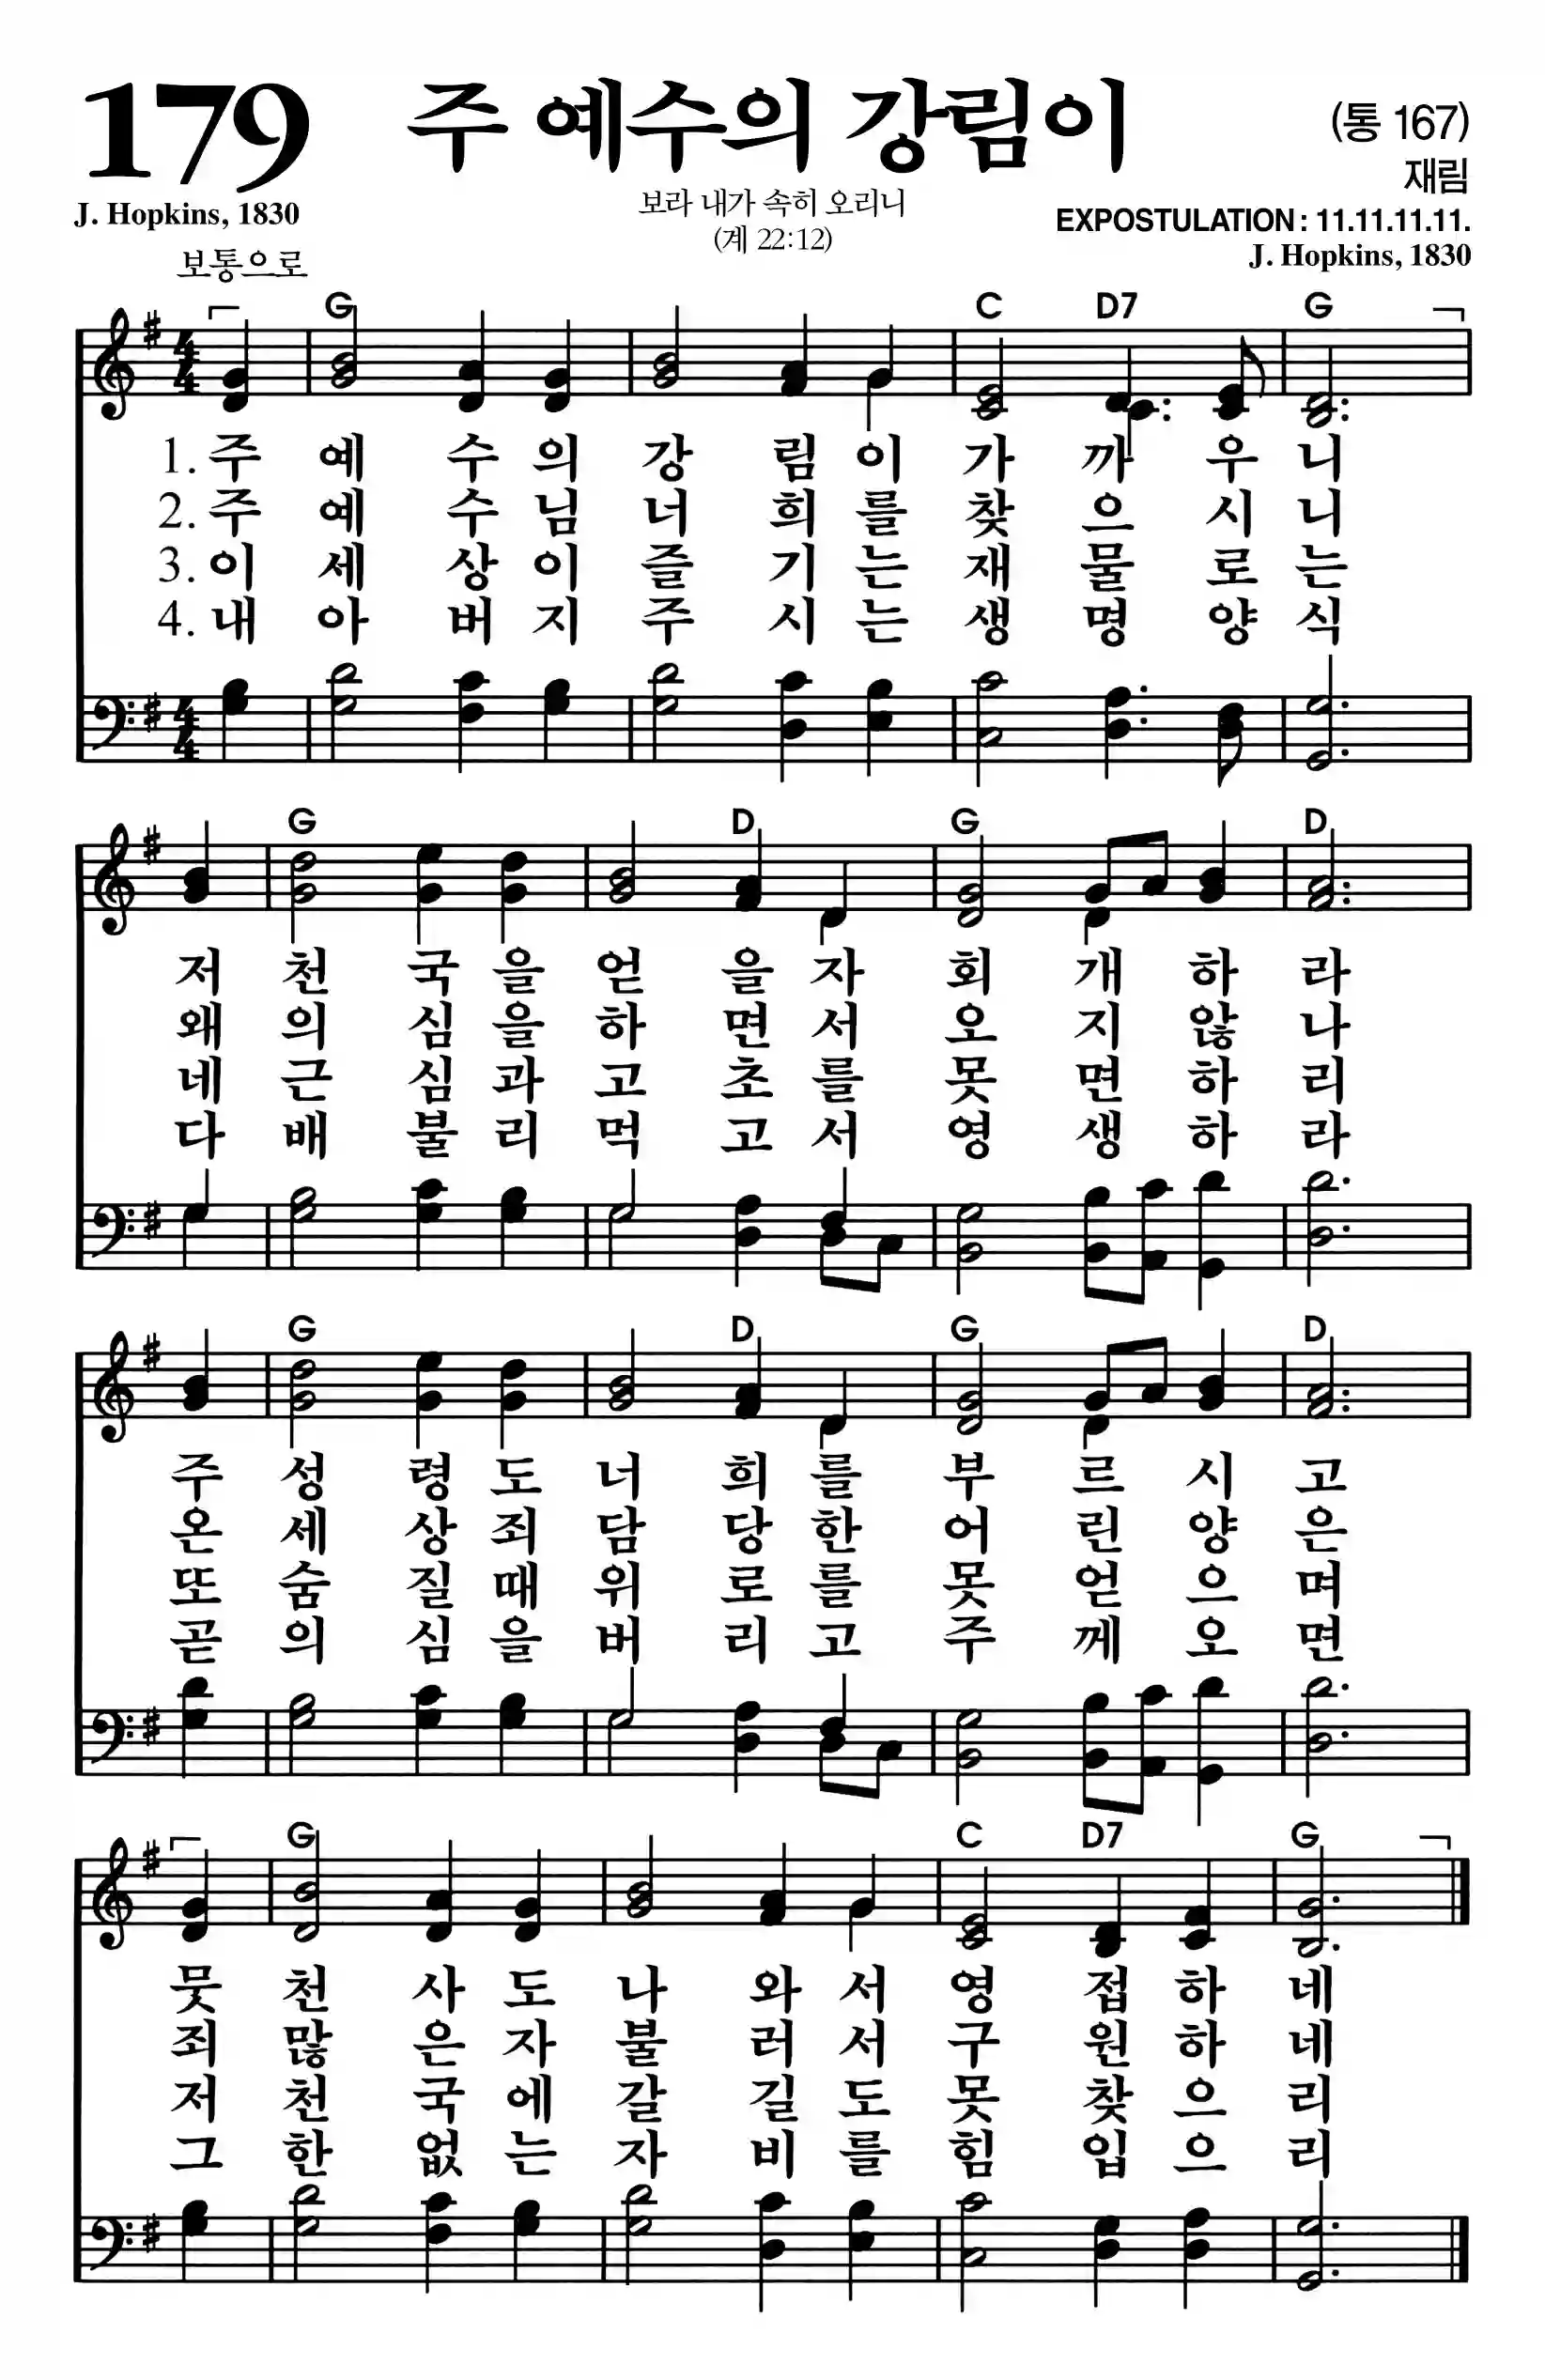 179 주 예수의 강림이 (통 167)
재림
J. Hopkins, 1830 보라 내가 속히 오리니 EXPOSTULATION : 11.11.11.11.
(계 22:12) J. Hopkins, 1830
보통으로
G C D7 G
1. 주 예 수 의 강 림 이 가 까 우 니
2. 주 예 수 님 너 희 를 찾 으 시 니
3. 이 세 상 이 즐 기 는 재 물 로 는
4. 내 아 버 지 주 시 는 생 명 양 식
G D G D
저 천 국 을 얻 을 자 회 개 하 라
왜 의 심 을 하 면 서 오 지 않 나
네 근 심 과 고 초 를 못 면 하 리
다 배 불 리 먹 고 서 영 생 하 라
G D G D
주 성 령 도 너 희 를 부 르 시 고
온 세 상 죄 담 당 한 어 린 양 은
또 숨 질 때 위 로 를 못 얻 으 며
곧 의 심 을 버 리 고 주 께 오 면
G C D7 G
뭇 천 사 도 나 와 서 영 접 하 네
죄 많 은 자 불 러 서 구 원 하 네
저 천 국 에 갈 길 도 못 찾 으 리
그 한 없 는 자 비 를 힘 입 으 리